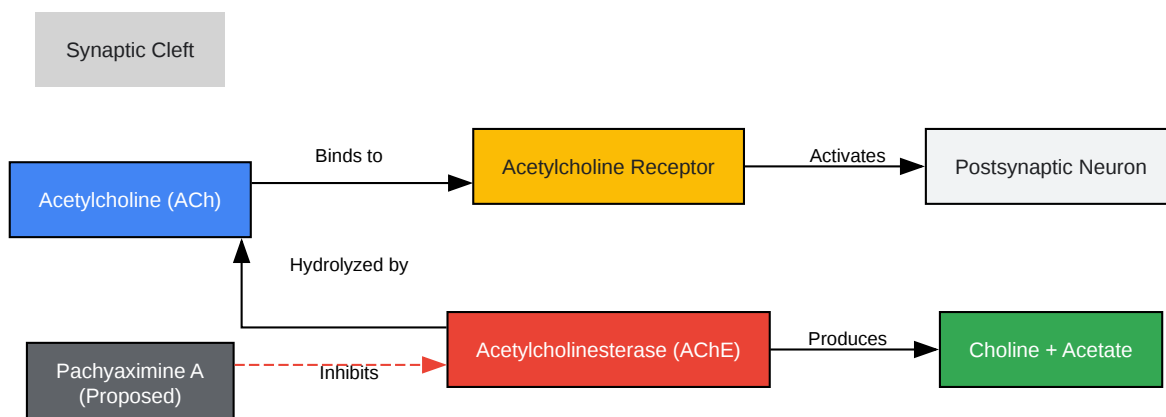 Synaptic Cleft
Binds to
Acetylcholine Receptor
Activates
Postsynaptic Neuron
Acetylcholine (ACh)
Hydrolyzed by
Acetylcholinesterase (AChE)
Produces
Choline + Acetate
Pachyaximine A
(Proposed)
Inhibits